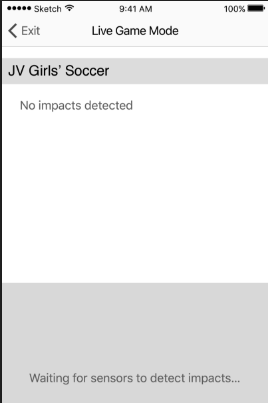 Sketch 9:41 AM 100%
Exit Live Game Mode
JV Girls' Soccer
No impacts detected
Waiting for sensors to detect impacts...